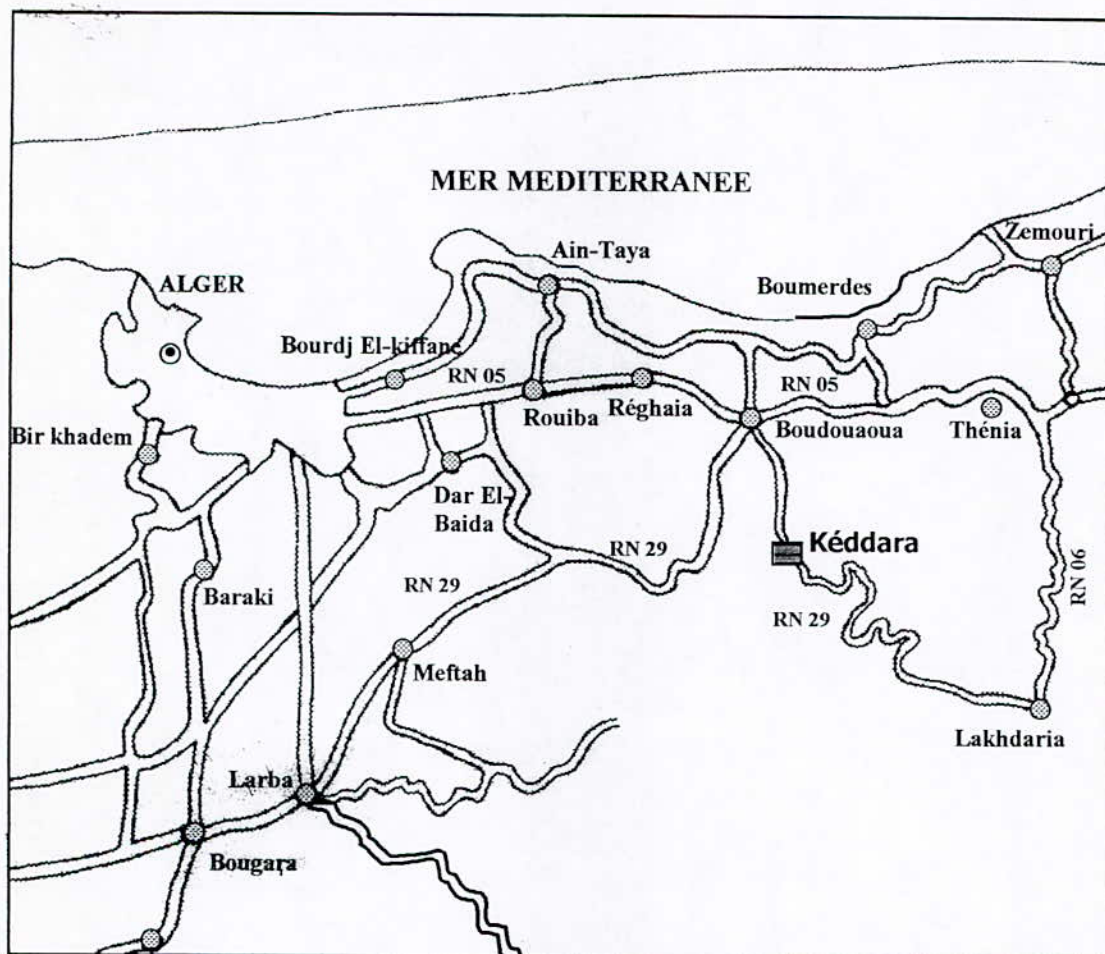 MER MEDITERRANEE
Zemouri
Ain-Taya
ALGER
Boumerdes
Bourdj El-kiffane
RN 05
RN 05
Rouiba
Réghaia
Boudouaoua
Thénia
Bir khadem
Dar El-
Baida
RN 29
Kéddara
RN 06
Baraki
RN 29
RN 29
Meftah
Lakhdaria
Larba
Bougara